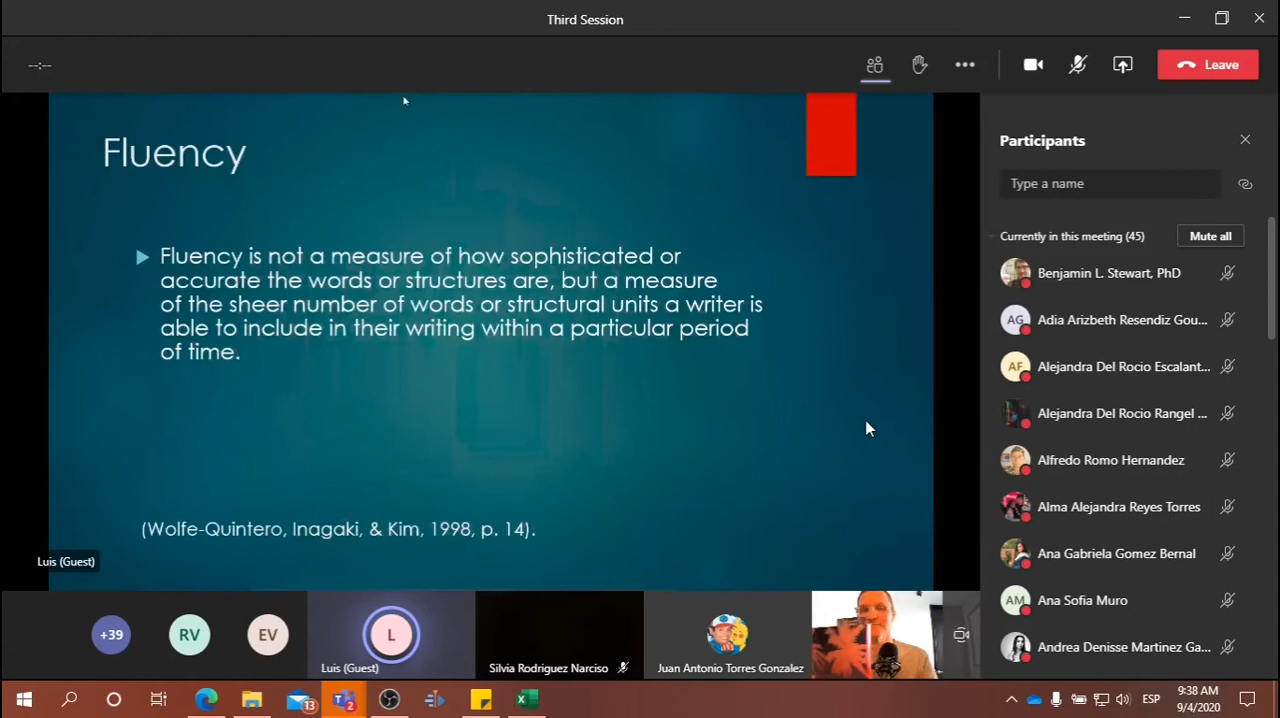 Third Session
--:--
Leave
Fluency
Fluency is not a measure of how sophisticated or
accurate the words or structures are, but a measure
of the sheer number of words or structural units a writer is
able to include in their writing within a particular period
of time.
(Wolfe-Quintero, Inagaki, & Kim, 1998, p. 14).
Luis (Guest)
Participants
Type a name
Currently in this meeting (45)
Mute all
Benjamin L. Stewart, PhD
AG
Adia Arizbeth Resendiz Gou...
AF
Alejandra Del Rocio Escalant...
Alejandra Del Rocio Rangel ...
Alfredo Romo Hernandez
Alma Alejandra Reyes Torres
Ana Gabriela Gomez Bernal
AM
Ana Sofia Muro
Andrea Denisse Martinez Ga...
+39
RV
EV
L
Luis (Guest)
Silvia Rodriguez Narciso
Juan Antonio Torres Gonzalez
13
2
ESP
9:38 AM
9/4/2020